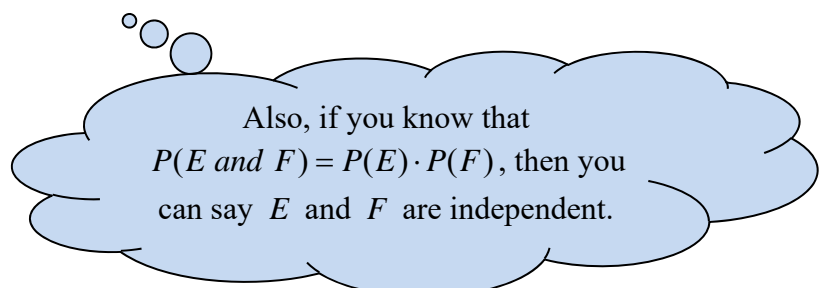 Also, if you know that
P(E and F) = P(E) · P(F), then you
can say E and F are independent.